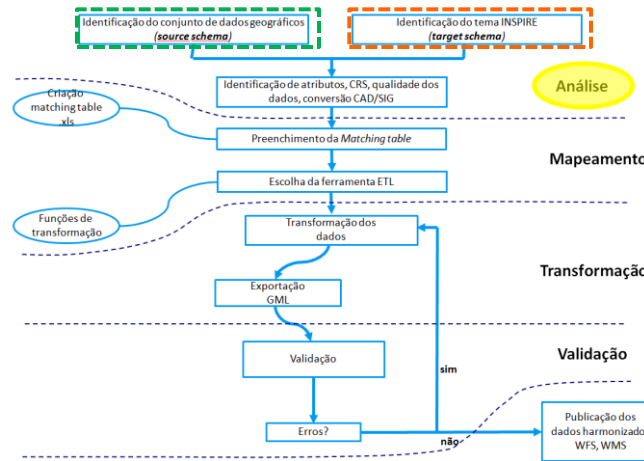 Identificação do conjunto de dados geográficos
(source schema)
Identificação do tema INSPIRE
(target schema)
Identificação de atributos, CRS, qualidade dos
dados, conversão CAD/SIG
Análise
Criação
matching table
.xls
Preenchimento da Matching table
Mapeamento
Escolha da ferramenta ETL
Funções de
transformação
Transformação dos
dados
Transformação
Exportação
GML
Validação
Validação
sim
Erros?
não
Publicação dos
dados harmonizado
WFS, WMS